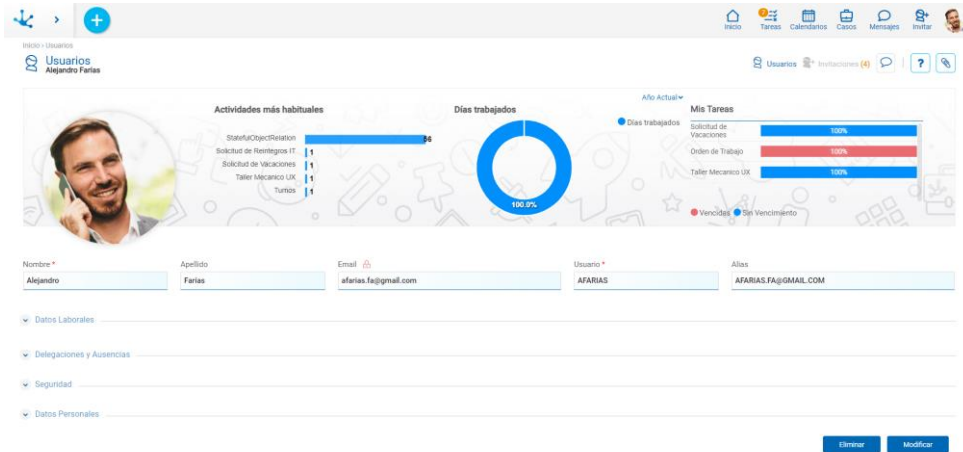 Inicio
2
Tareas
Calendarios
Casos
Mensajes
Invitar
Inicio > Usuarios
Usuarios
Alejandro Farias
Usuarios
Invitaciones (4)
?
Actividades más habituales
StatefulObjectRelation
56
Solicitud de Reintegros IT
1
Solicitud de Vacaciones
1
Taller Mecanico UX
1
Turnos
1
Días trabajados
100.0%
Año Actual
Días trabajados
Mis Tareas
Solicitud de
Vacaciones
100%
Orden de Trabajo
100%
Taller Mecanico UX
100%
Vencidas
Sin Vencimiento
Nombre *
Apellido
Email
Usuario *
Alias
Alejandro
Farias
afarias.fa@gmail.com
AFARIAS
AFARIAS.FA@GMAIL.COM
Datos Laborales
Delegaciones y Ausencias
Seguridad
Datos Personales
Eliminar
Modificar